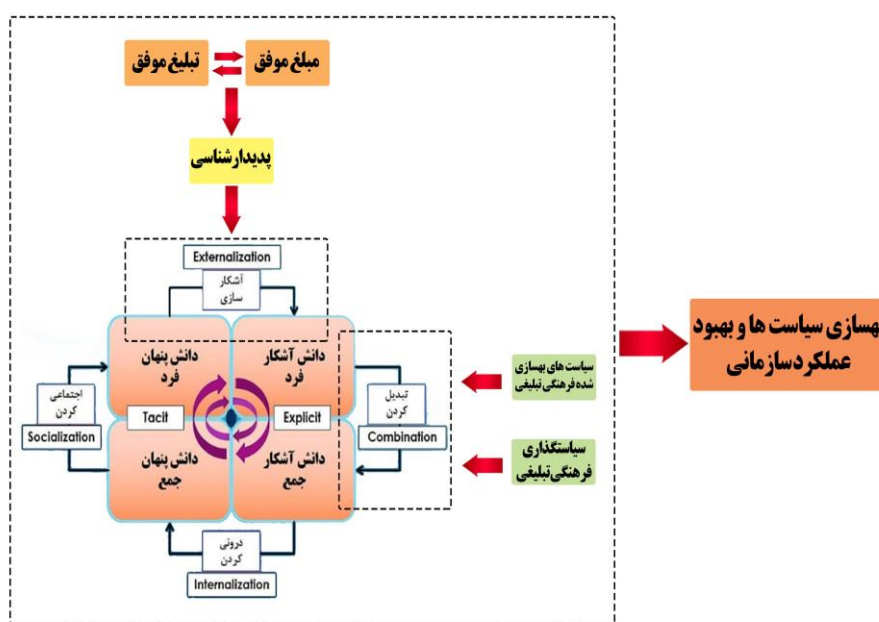 مبلغ موفق
تبلیغ موفق
پدیدارشناسی
Externalization
آشکار
سازی
دانش پنهان
فرد
دانش آشکار
فرد
اجتماعی
کردن
Socialization
Tacit
Explicit
تبدیل
کردن
Combination
دانش پنهان
جمع
دانش آشکار
جمع
درونی
کردن
Internalization
سیاست های بهسازی
شده فرهنگی تبلیغی
سیاستگذاری
فرهنگی تبلیغی
بهسازی سیاست ها و بهبود
عملکرد سازمانی